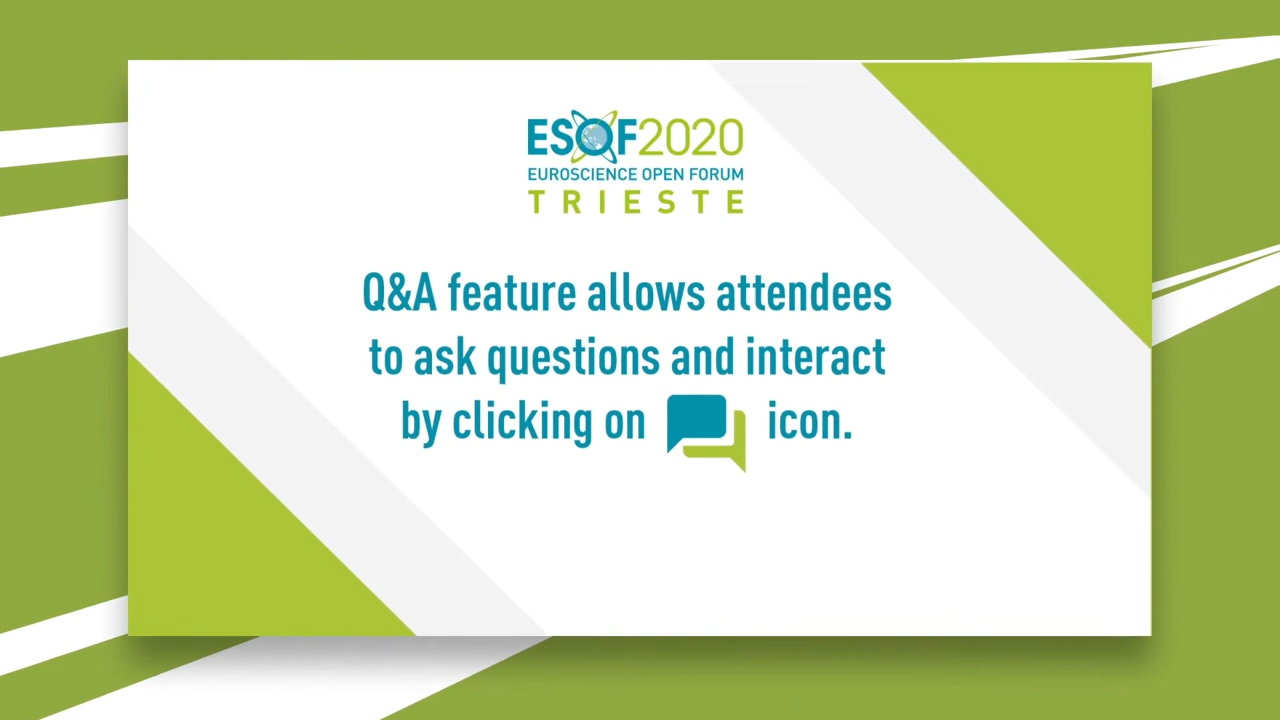 ESOF2020
EUROSCIENCE OPEN FORUM
TRIESTE
Q&A feature allows attendees
to ask questions and interact
by clicking on icon.